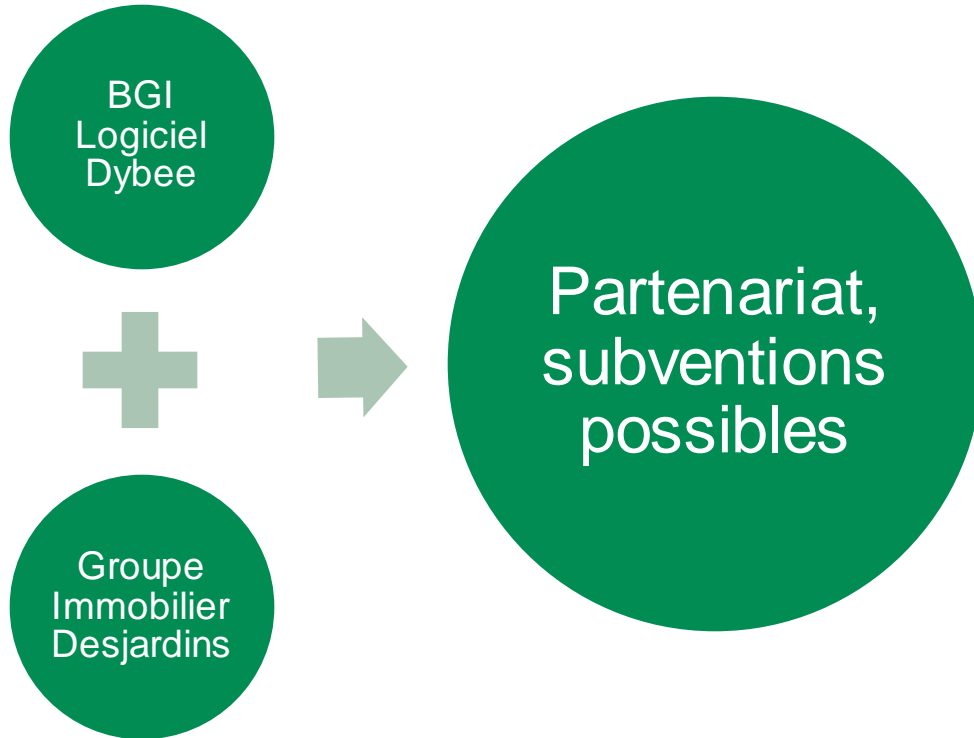 BGI
Logiciel
Dybee
Groupe
Immobilier
Desjardins
Partenariat,
subventions
possibles